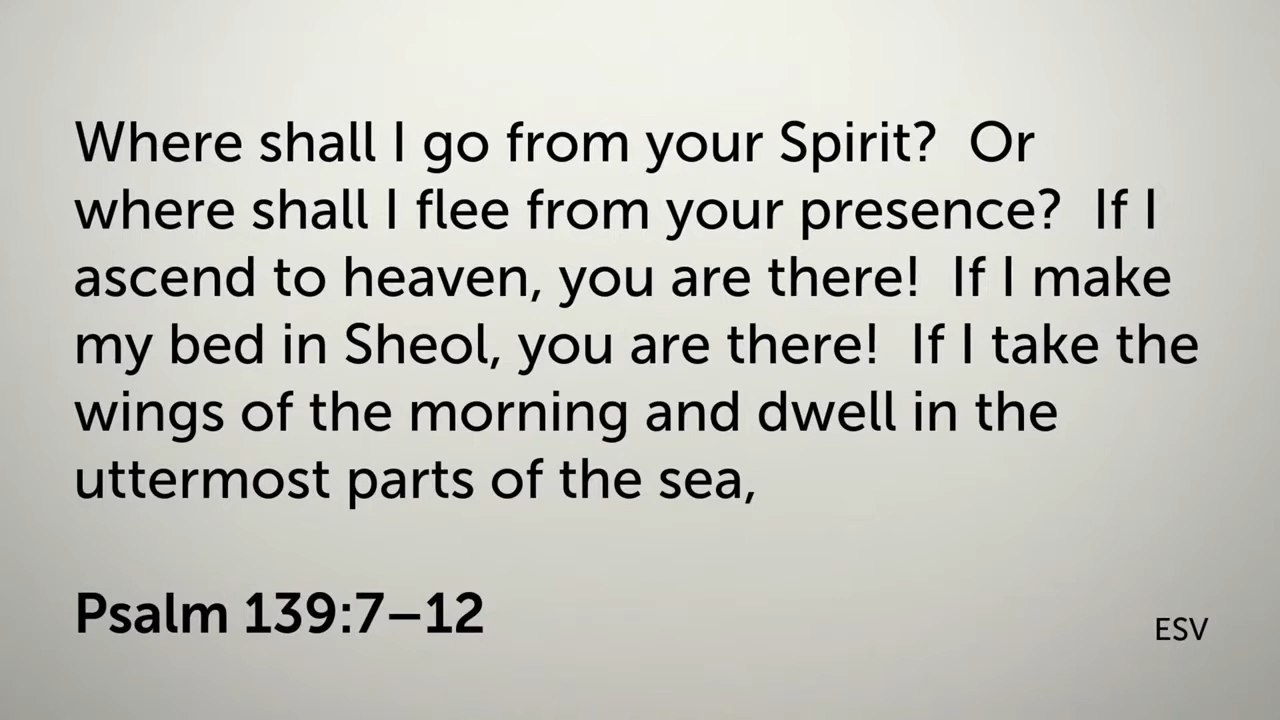 Where shall I go from your Spirit?  Or
where shall I flee from your presence?  If I
ascend to heaven, you are there!  If I make
my bed in Sheol, you are there!  If I take the
wings of the morning and dwell in the
uttermost parts of the sea,
Psalm 139:7–12
ESV